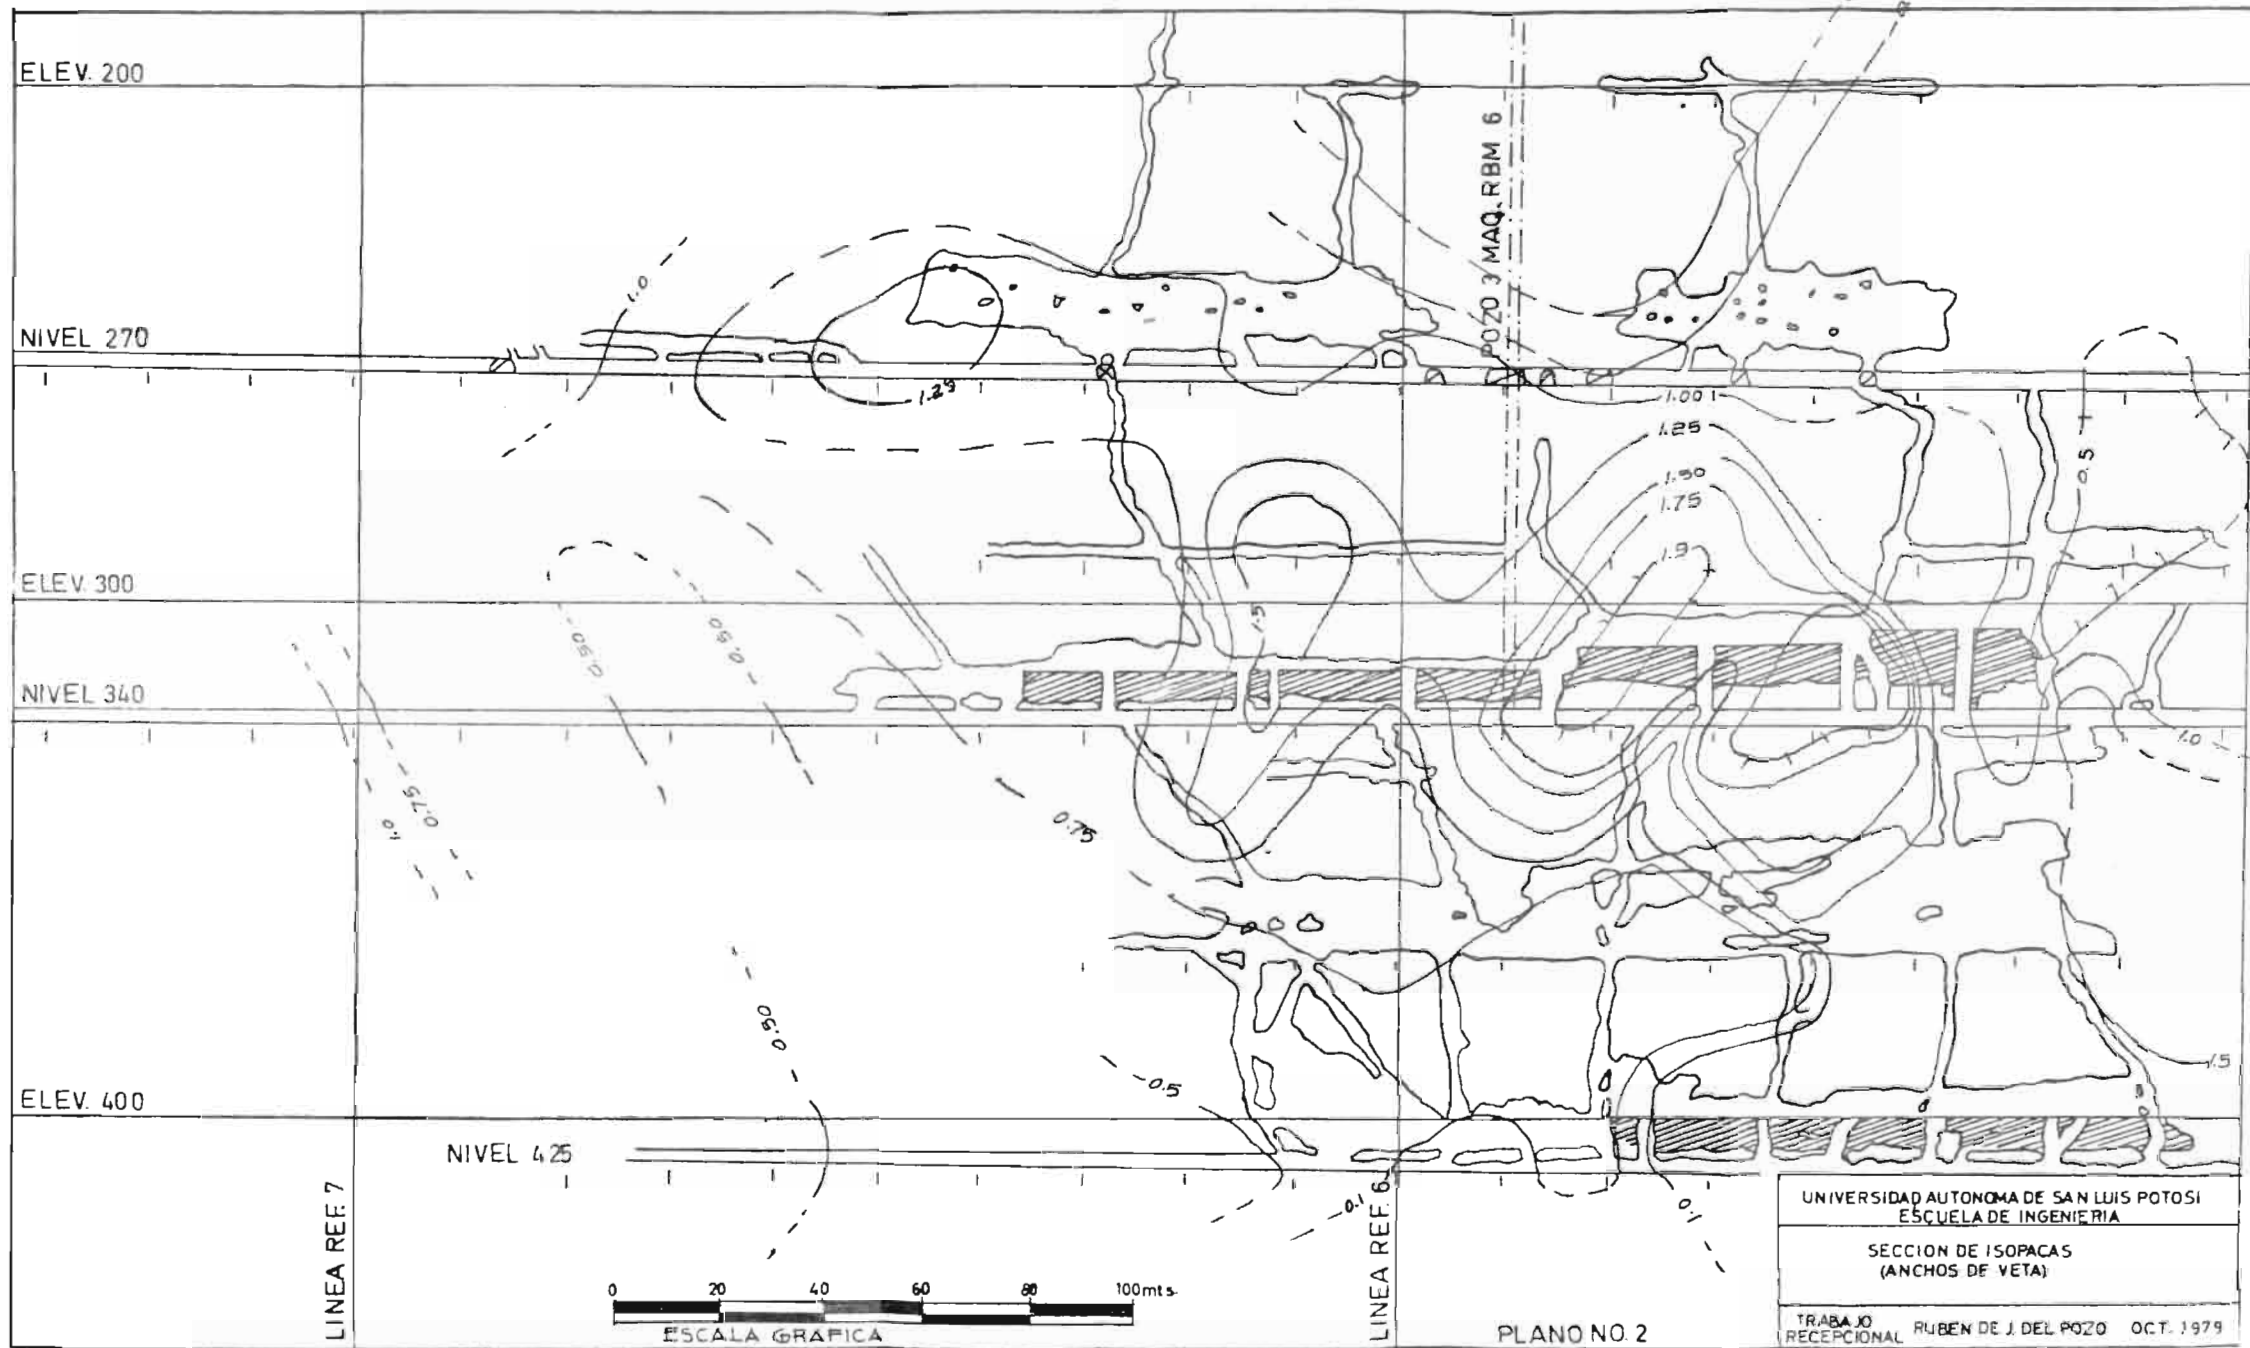 ELEV. 200
POZO 3 MAQ. RBM 6
1.0
NIVEL 270
1.25
1.00
1.25
1.50
1.75
1.9
0.5
ELEV. 300
0.50
0.50
1.5
NIVEL 340
1.0
0.75
1.0
0.75
0.50
0.5
1.5
ELEV. 400
NIVEL 425
0.1
1.0
LINEA REF. 7
LINEA REF. 6
0 20 40 60 80 100 mts.
ESCALA GRAFICA
PLANO NO. 2
UNIVERSIDAD AUTONOMA DE SAN LUIS POTOSI
ESCUELA DE INGENIERIA
SECCION DE ISOPACAS
(ANCHOS DE VETA)
TRABAJO
RECEPCIONAL RUBEN DE J. DEL POZO OCT. 1979